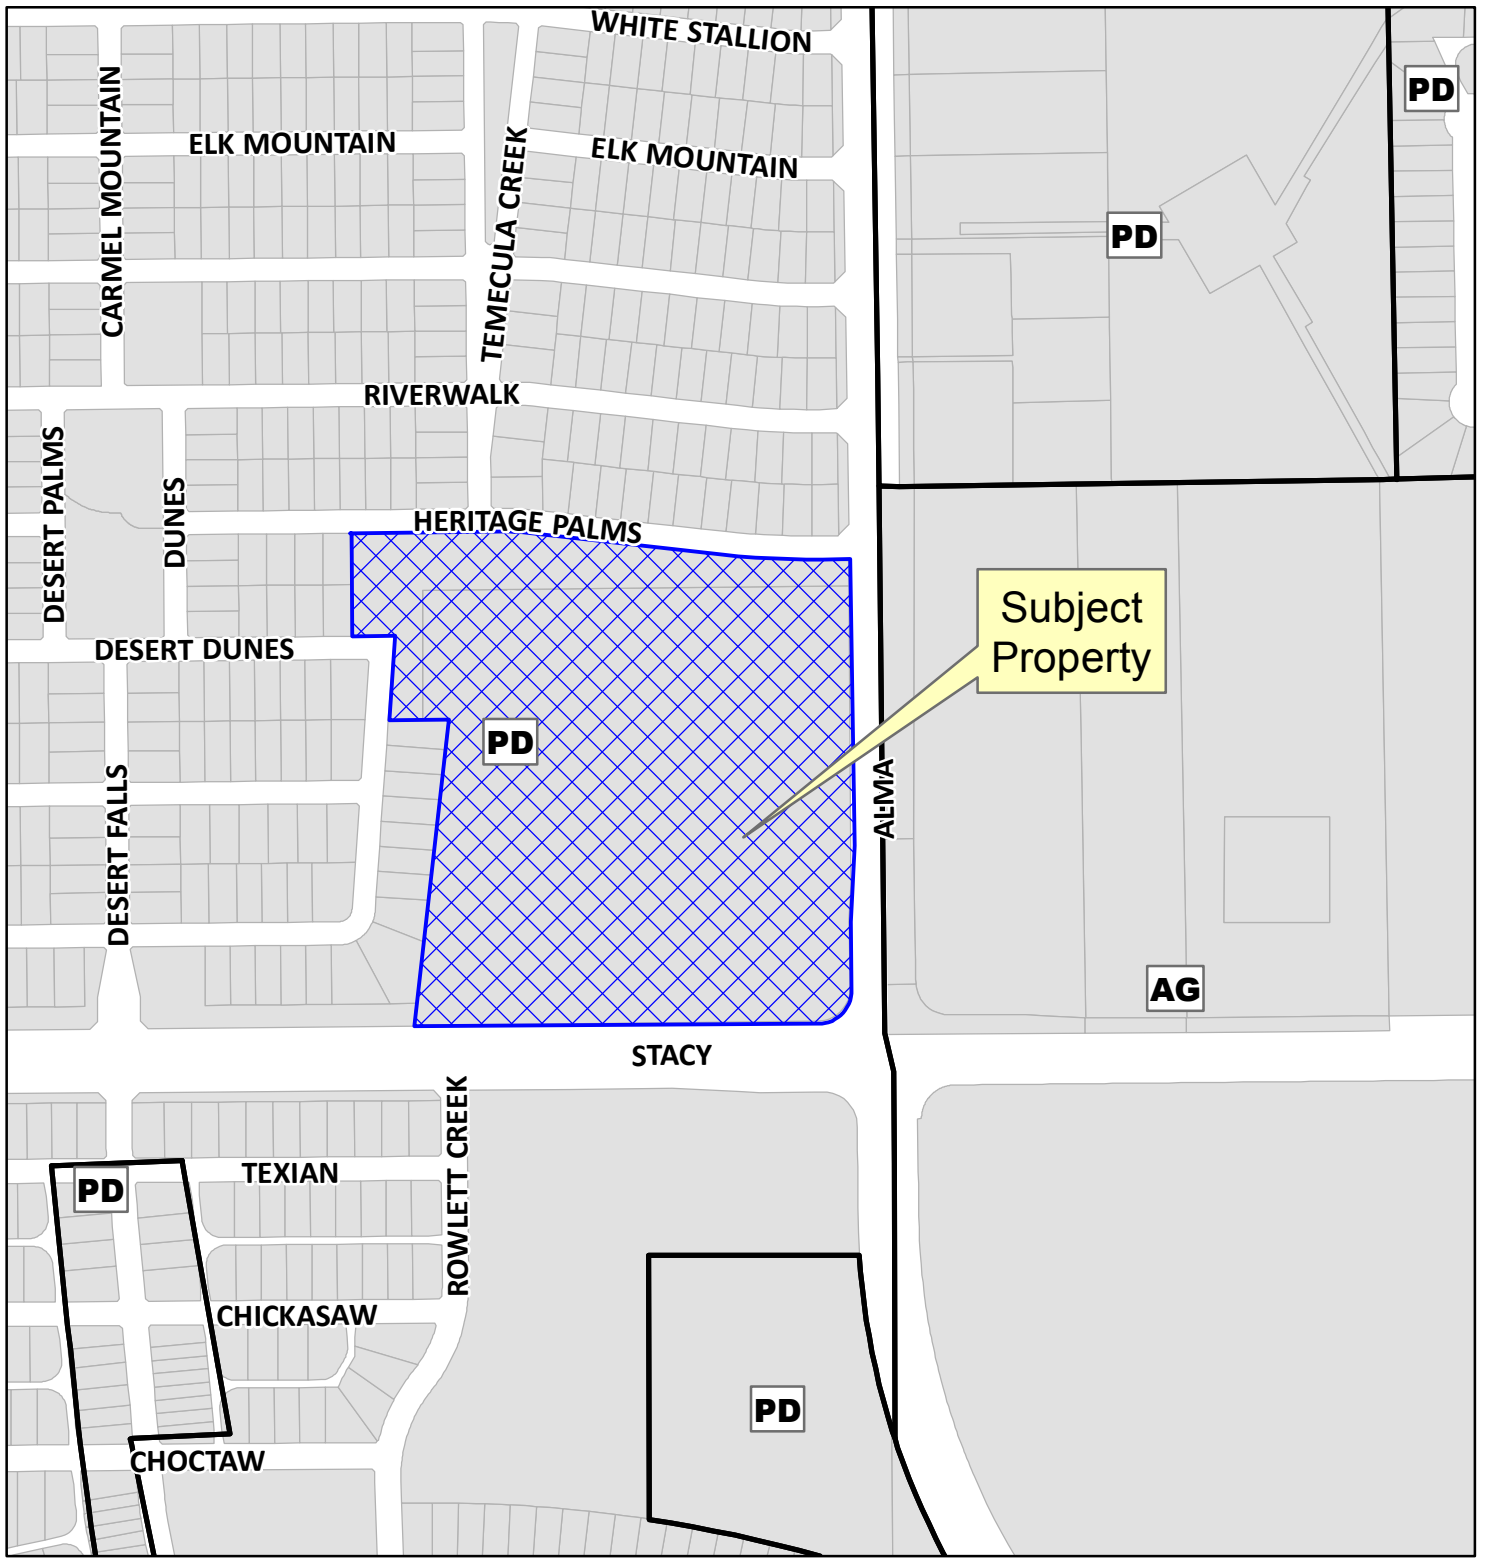 WHITE STALLION
PD
CARMEL MOUNTAIN
ELK MOUNTAIN
TEMECULA CREEK
ELK MOUNTAIN
PD
RIVERWALK
DESERT PALMS
DUNES
HERITAGE PALMS
Subject
Property
DESERT DUNES
PD
DESERT FALLS
ALMA
AG
STACY
ROWLETT CREEK
TEXIAN
PD
CHICKASAW
PD
CHOCTAW